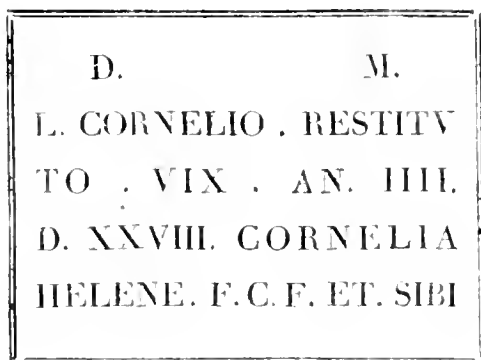 D. M.
L. CORNELIO . RESTITV
TO . VIX . AN. IIII.
D. XXVIII. CORNELIA
HELENE. F. C. F. ET. SIBI